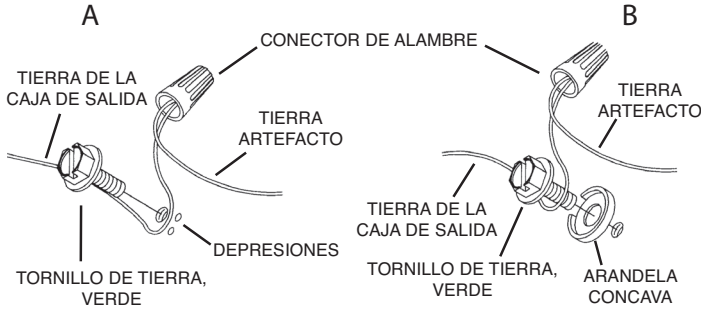 A
B
CONECTOR DE ALAMBRE
TIERRA DE LA
CAJA DE SALIDA
TIERRA
ARTEFACTO
TIERRA
ARTEFACTO
TIERRA DE LA
CAJA DE SALIDA
DEPRESIONES
TORNILLO DE TIERRA,
VERDE
TORNILLO DE TIERRA,
VERDE
ARANDELA
CONCAVA